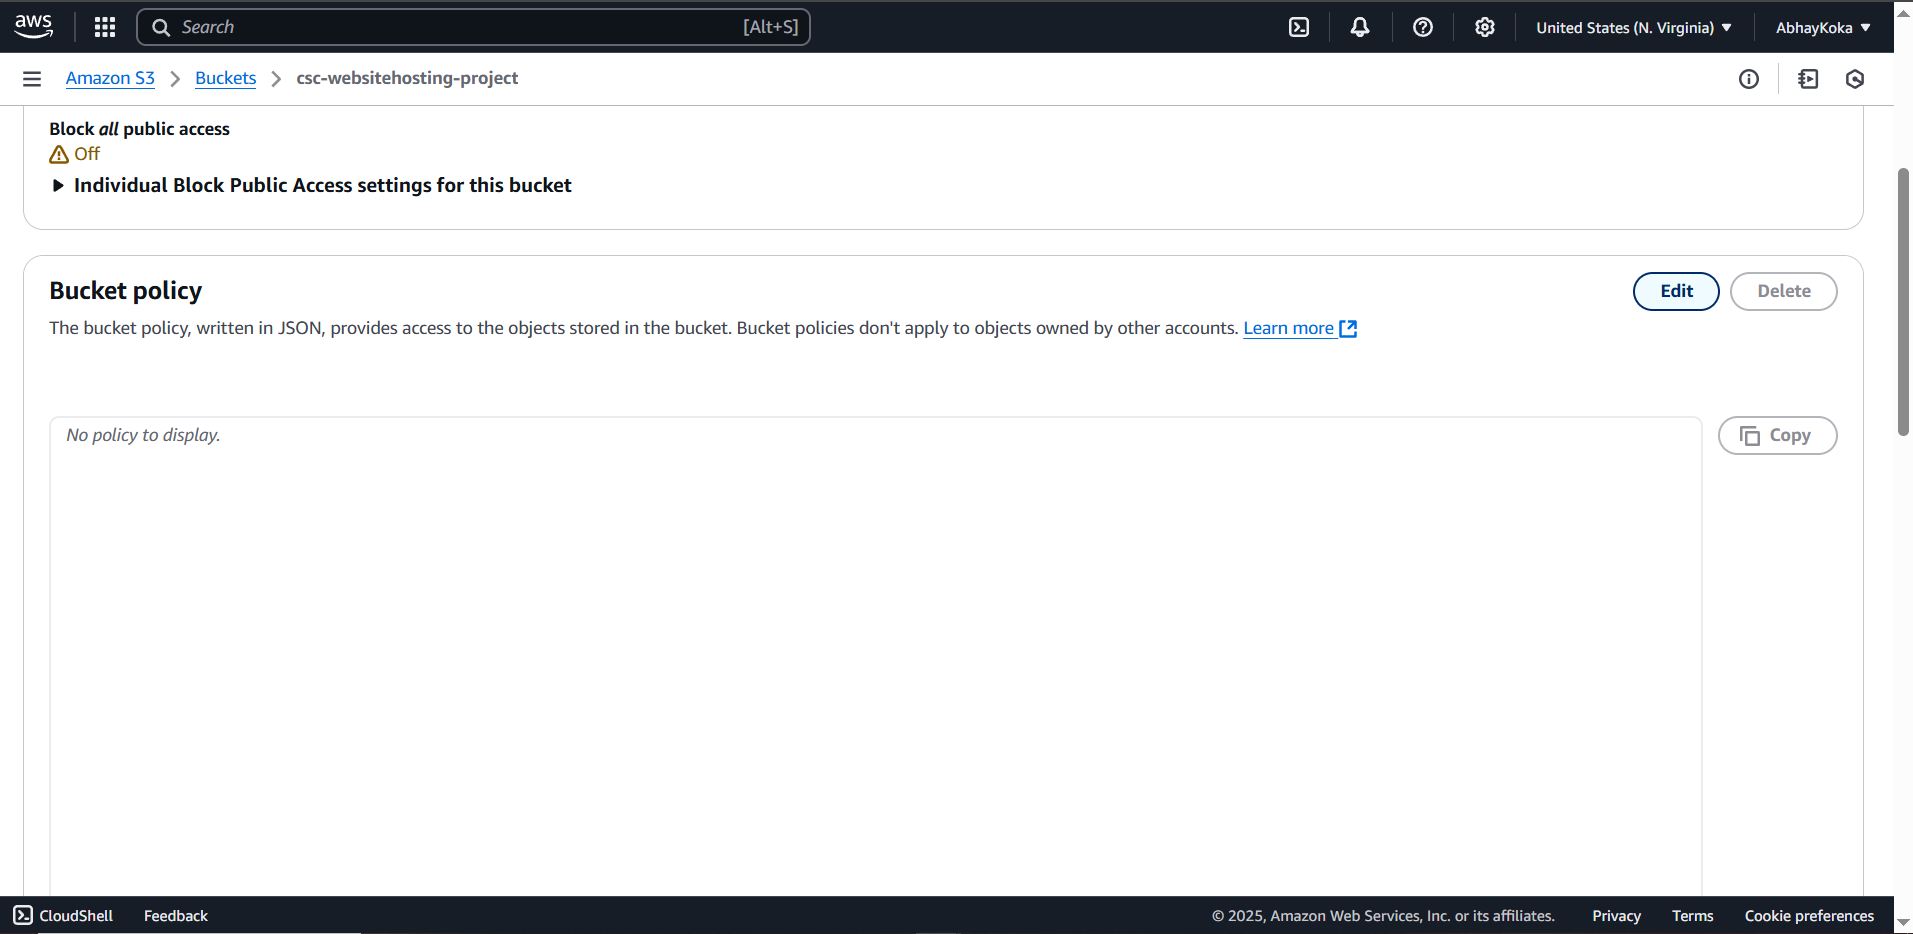 aws
Search
[Alt+S]
United States (N. Virginia)
AbhayKoka
Amazon S3
Buckets
csc-websitehosting-project
Block all public access
Off
Individual Block Public Access settings for this bucket
Bucket policy
Edit
Delete
The bucket policy, written in JSON, provides access to the objects stored in the bucket. Bucket policies don't apply to objects owned by other accounts. Learn more
No policy to display.
Copy
CloudShell
Feedback
© 2025, Amazon Web Services, Inc. or its affiliates.
Privacy
Terms
Cookie preferences